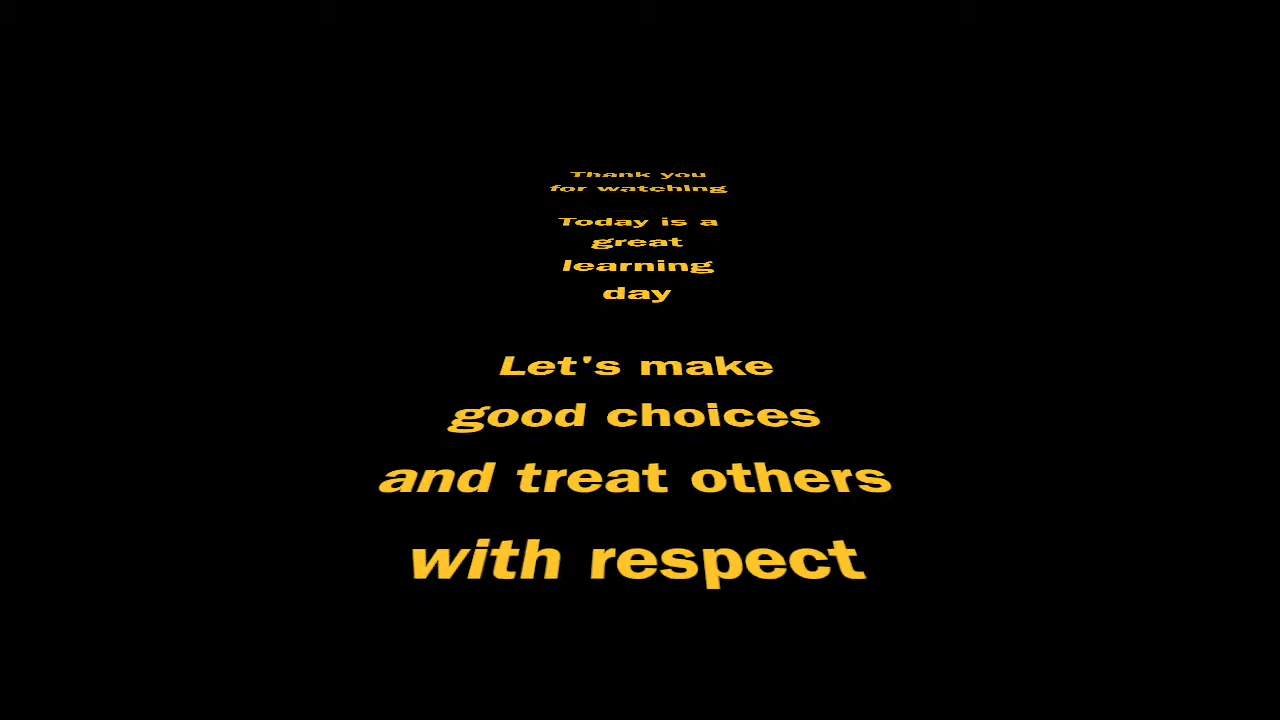 Thank you
for watching
Today is a
great
learning
day
Let's make
good choices
and treat others
with respect